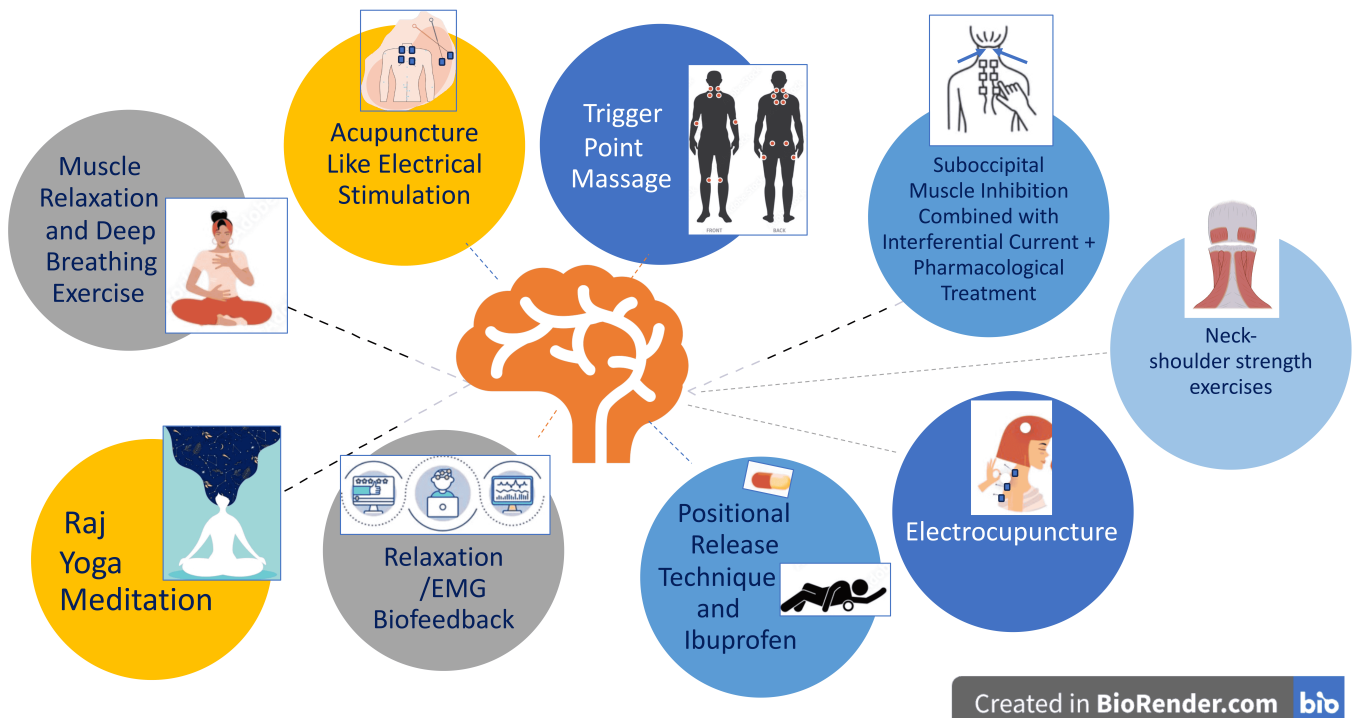 Muscle
Relaxation
and Deep
Breathing
Exercise
Acupuncture
Like Electrical
Stimulation
Trigger
Point
Massage
FRONT
BACK
Suboccipital
Muscle Inhibition
Combined with
Interferential Current +
Pharmacological
Treatment
Neck-
shoulder strength
exercises
Raj
Yoga
Meditation
Relaxation
/EMG
Biofeedback
Positional
Release
Technique
and
Ibuprofen
Electrocupuncture
Created in BioRender.com bio